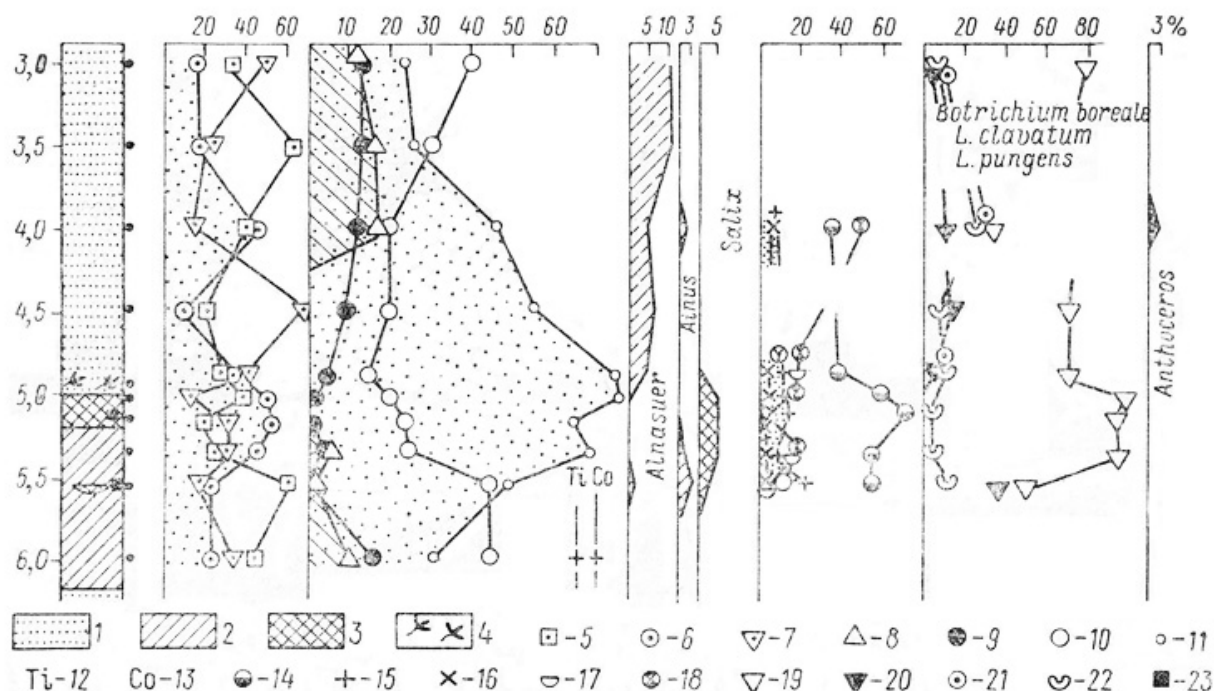 20 40 60 10 20 30 40 50 60 5 10 3 5 20 40 60 20 40 60 80 3 %
3,0
Botrichium boreale
3,5
L. clavatum
L. pungens
4,0
Salix
Alnus
4,5
5,0
Anthoceros
Alnasuer
5,5
Ti Co
6,0
1 2 3 4 -5 -6 -7 -8 -9 -10 -11
Ti-12 Co-13 -14 -15 -16 -17 -18 -19 -20 -21 -22 -23